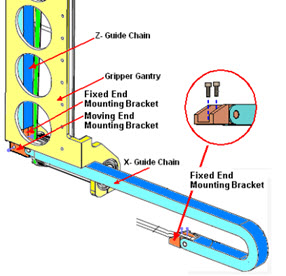 Z- Guide Chain
Gripper Gantry
Fixed End
Mounting Bracket
Moving End
Mounting Bracket
X- Guide Chain
Fixed End
Mounting Bracket